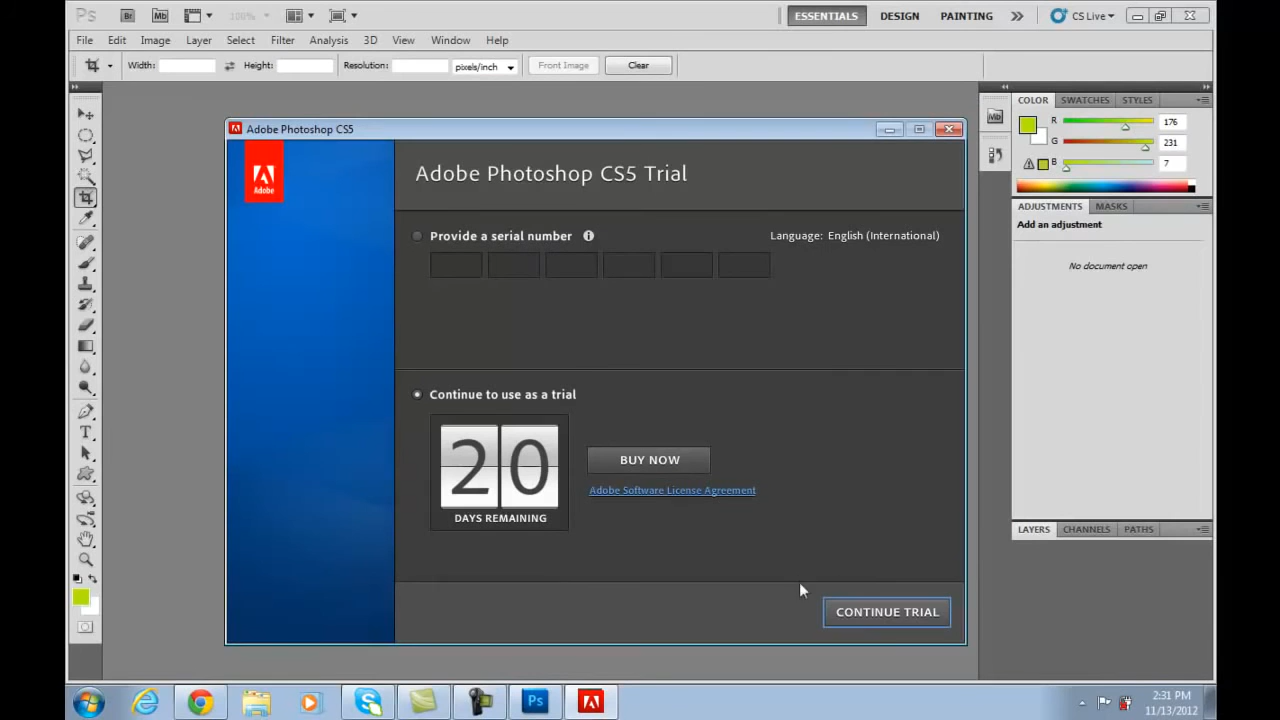 Ps Br Mb 100% ESSENTIALS DESIGN PAINTING CS Live
File Edit Image Layer Select Filter Analysis 3D View Window Help
Width: Height: Resolution: pixels/inch Front Image Clear
COLOR SWATCHES STYLES
Mb
R 176
G 231
B 7
Adobe Photoshop CS5
Adobe
Adobe Photoshop CS5 Trial
ADJUSTMENTS MASKS
Add an adjustment
No document open
Provide a serial number Language: English (International)
Continue to use as a trial
20
DAYS REMAINING
BUY NOW
Adobe Software License Agreement
LAYERS CHANNELS PATHS
CONTINUE TRIAL
T
Ps
2:31 PM
11/13/2012